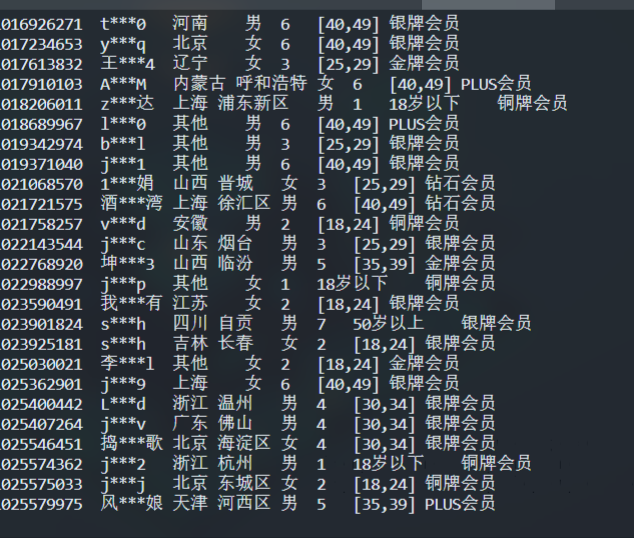 016926271 t***0 河南 男 6 [40,49] 银牌会员
017234653 y***q 北京 女 6 [40,49] 银牌会员
017613832 王***4 辽宁 女 3 [25,29] 金牌会员
017910103 A***M 内蒙古 呼和浩特 女 6 [40,49] PLUS会员
018206011 z***达 上海 浦东新区 男 1 18岁以下 铜牌会员
018689967 l***0 其他 男 6 [40,49] PLUS会员
019342974 b***l 其他 男 3 [25,29] 银牌会员
019371040 j***1 其他 男 6 [40,49] 银牌会员
021068570 1***娟 山西 晋城 女 3 [25,29] 钻石会员
021721575 酒***湾 上海 徐汇区 男 6 [40,49] 钻石会员
021758257 v***d 安徽 男 2 [18,24] 铜牌会员
022143544 j***c 山东 烟台 男 3 [25,29] 银牌会员
022768920 坤***3 山西 临汾 男 5 [35,39] 金牌会员
022988997 j***p 其他 女 1 18岁以下 铜牌会员
023590491 我***有 江苏 女 2 [18,24] 银牌会员
023901824 s***h 四川 自贡 男 7 50岁以上 银牌会员
023925181 s***h 吉林 长春 女 2 [18,24] 银牌会员
025030021 李***l 其他 女 2 [18,24] 金牌会员
025362901 j***9 上海 女 6 [40,49] 银牌会员
025400442 L***d 浙江 温州 男 4 [30,34] 银牌会员
025407264 j***v 广东 佛山 男 4 [30,34] 银牌会员
025546451 捣***歌 北京 海淀区 女 4 [30,34] 银牌会员
025574362 j***2 浙江 杭州 男 1 18岁以下 铜牌会员
025575033 j***j 北京 东城区 女 2 [18,24] 铜牌会员
025579975 风***娘 天津 河西区 男 5 [35,39] PLUS会员